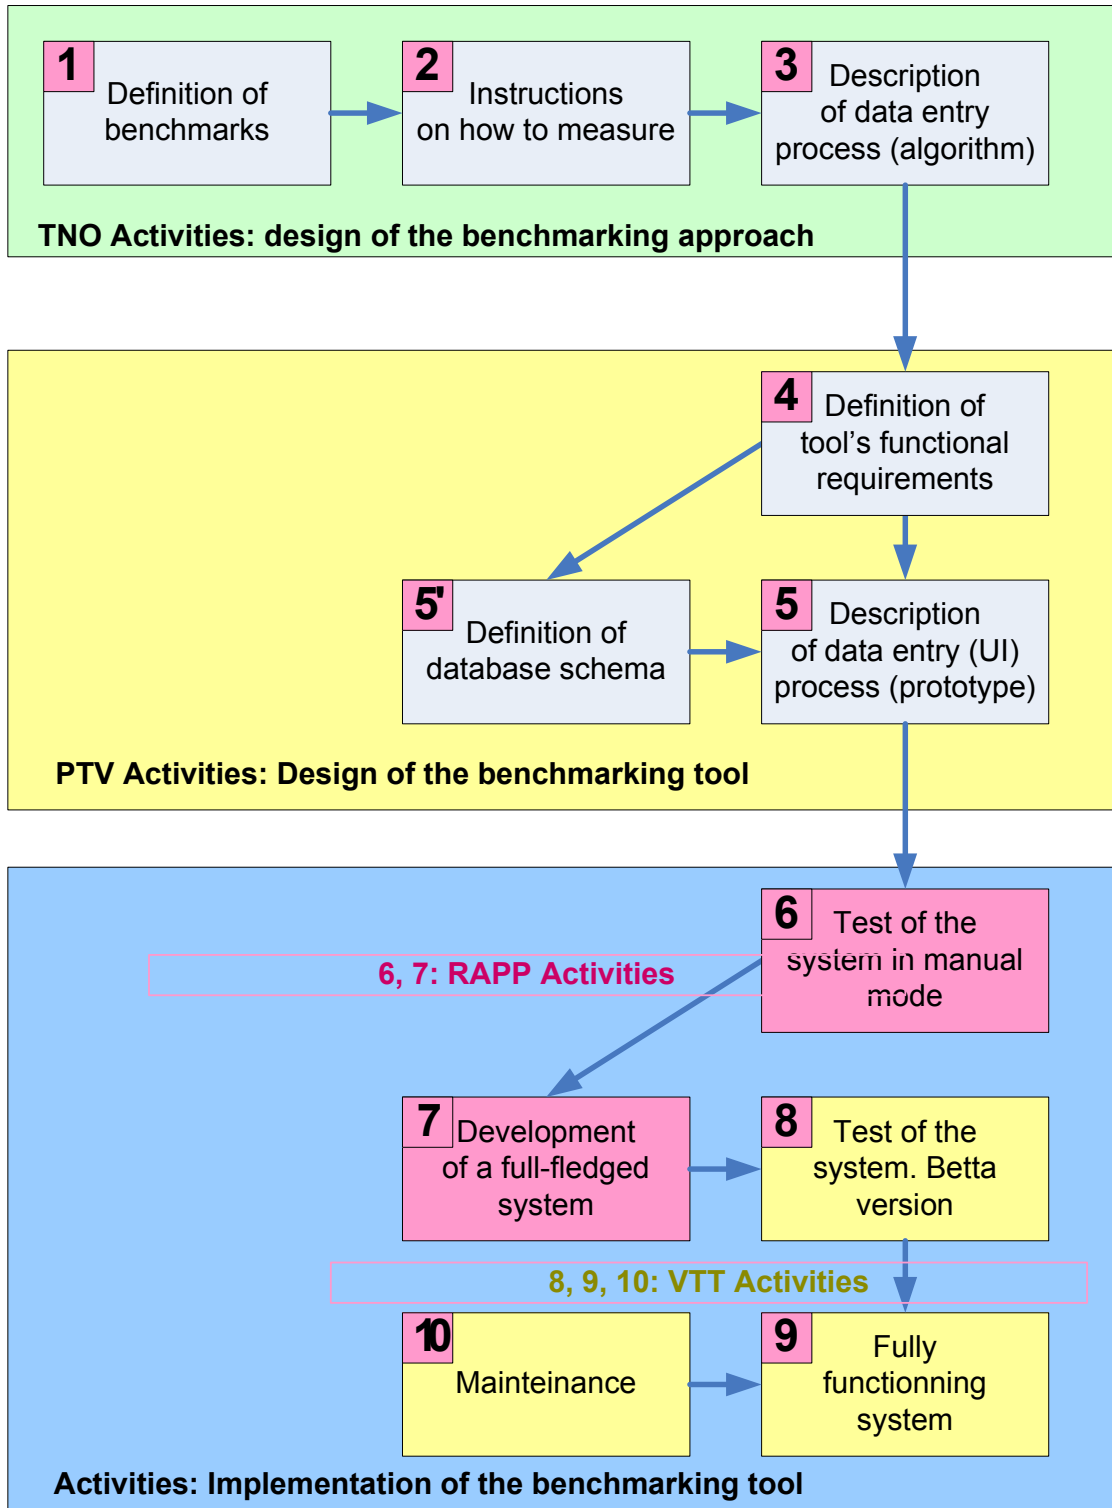 1
Definition of
benchmarks
2
Instructions
on how to measure
3
Description
of data entry
process (algorithm)
TNO Activities: design of the benchmarking approach
4
Definition of
tool's functional
requirements
5'
Definition of
database schema
5
Description
of data entry (UI)
process (prototype)
PTV Activities: Design of the benchmarking tool
6
Test of the
system in manual
mode
6, 7: RAPP Activities
7
Development
of a full-fledged
system
8
Test of the
system. Betta
version
8, 9, 10: VTT Activities
10
Mainteinance
9
Fully
functionning
system
Activities: Implementation of the benchmarking tool